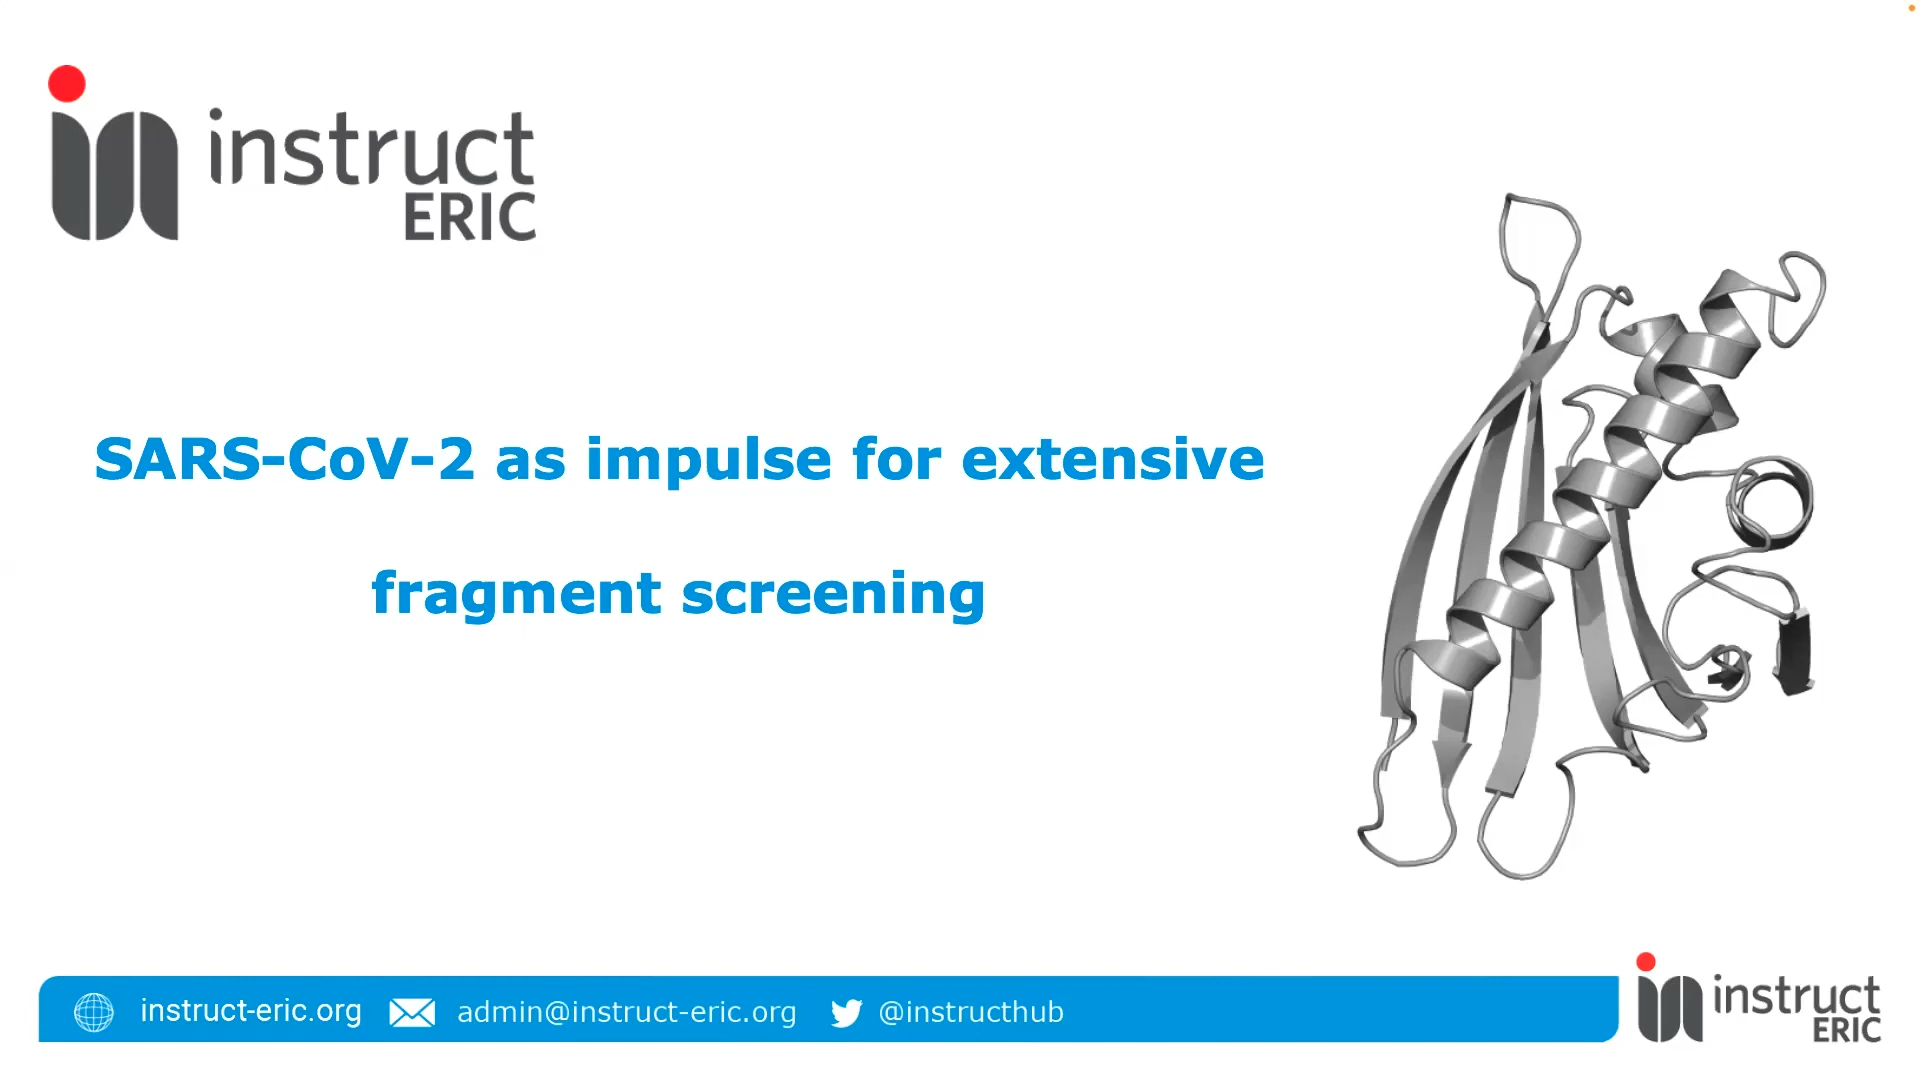 instruct
ERIC
SARS-CoV-2 as impulse for extensive
fragment screening
instruct-eric.org admin@instruct-eric.org @instructhub
instruct
ERIC